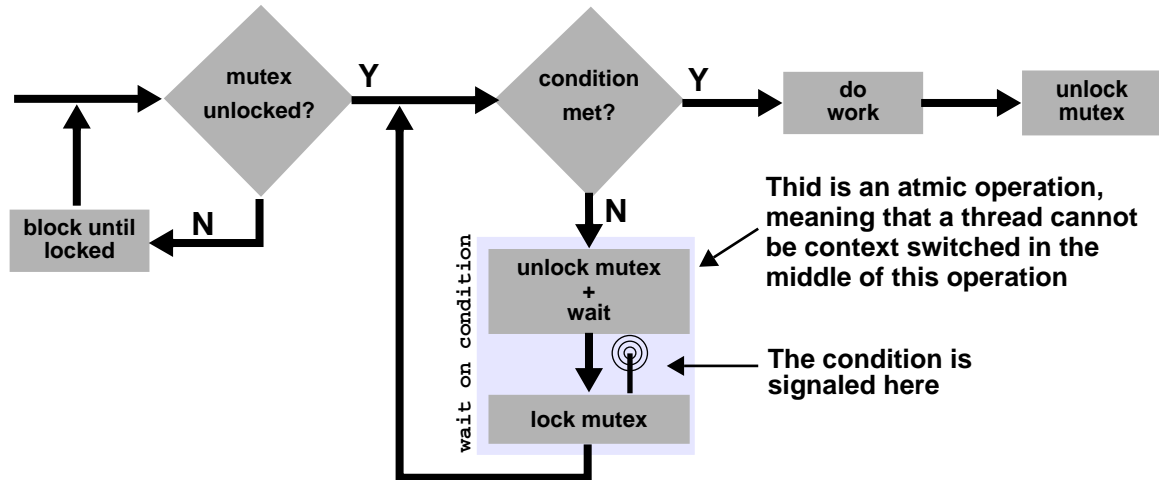 mutex
unlocked?
Y
condition
met?
Y
do
work
unlock
mutex
block until
locked
N
N
Thid is an atmic operation,
meaning that a thread cannot
be context switched in the
middle of this operation
wait on condition
unlock mutex
+
wait
The condition is
signaled here
lock mutex